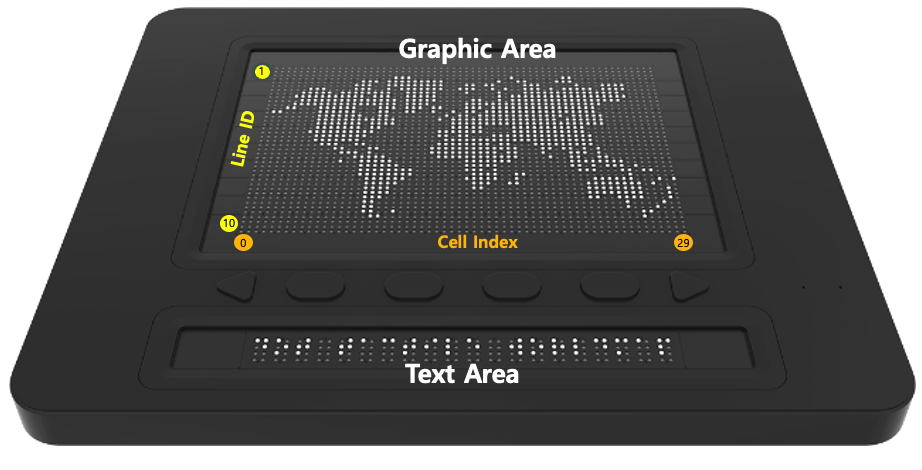 Graphic Area
1
Line ID
10
0
Cell Index
29
Text Area